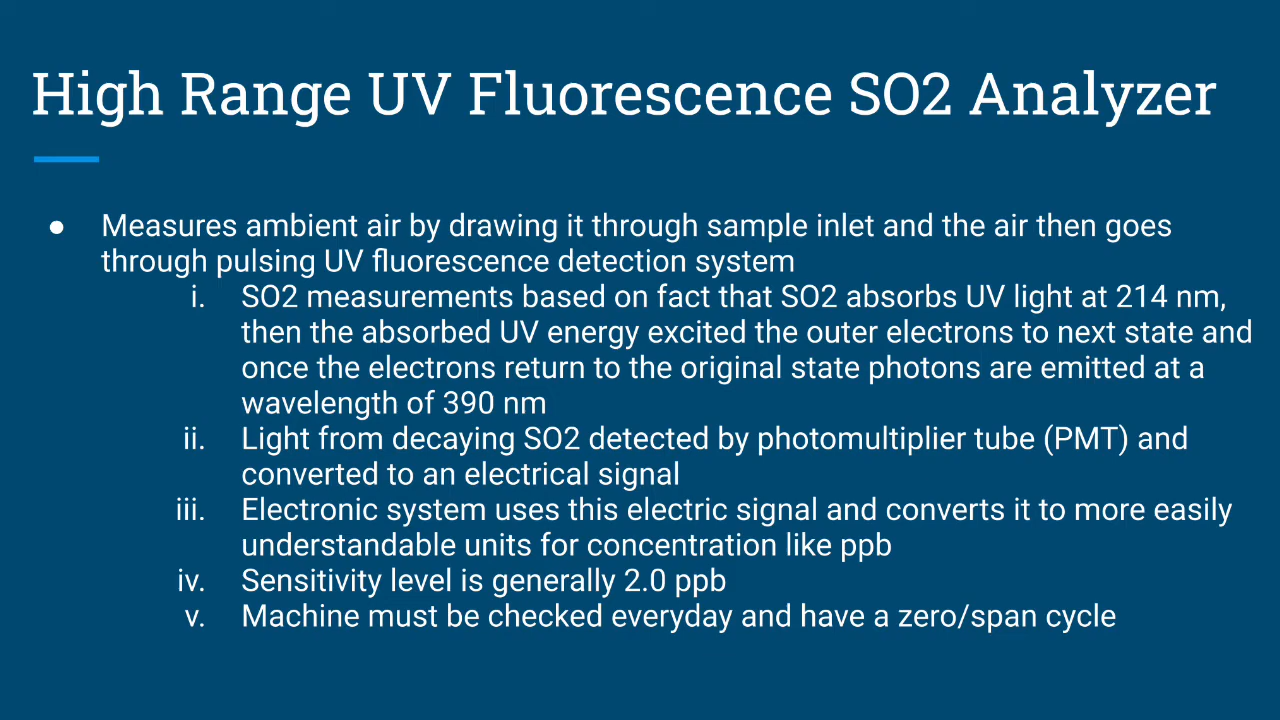 High Range UV Fluorescence SO2 Analyzer
● Measures ambient air by drawing it through sample inlet and the air then goes
through pulsing UV fluorescence detection system
i. SO2 measurements based on fact that SO2 absorbs UV light at 214 nm,
then the absorbed UV energy excited the outer electrons to next state and
once the electrons return to the original state photons are emitted at a
wavelength of 390 nm
ii. Light from decaying SO2 detected by photomultiplier tube (PMT) and
converted to an electrical signal
iii. Electronic system uses this electric signal and converts it to more easily
understandable units for concentration like ppb
iv. Sensitivity level is generally 2.0 ppb
v. Machine must be checked everyday and have a zero/span cycle